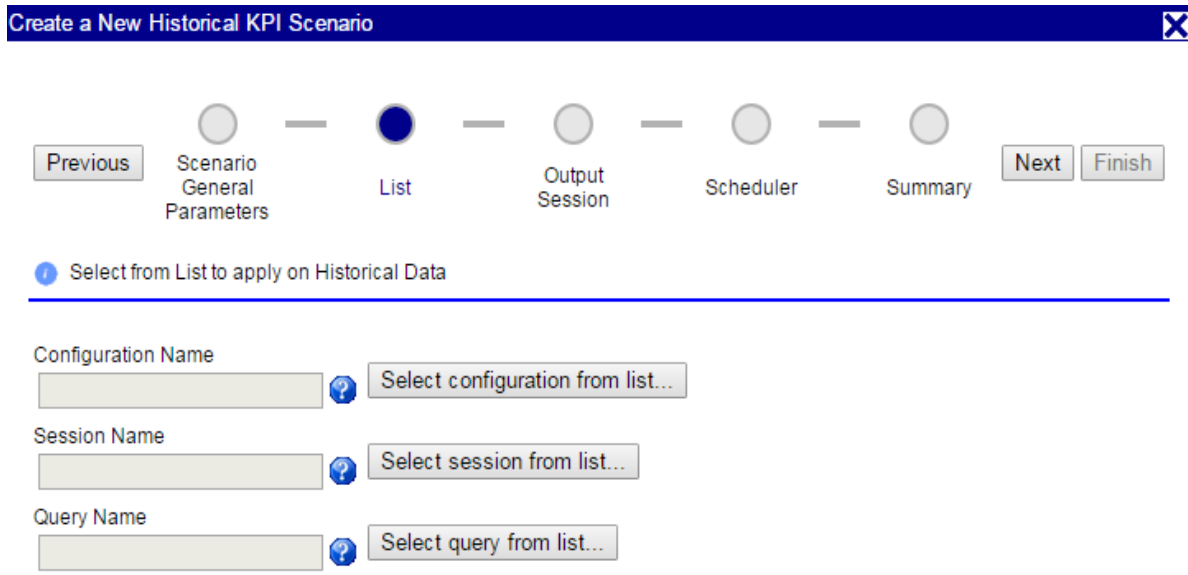 Create a New Historical KPI Scenario
Previous
Scenario
General
Parameters
List
Output
Session
Scheduler
Summary
Next
Finish
Select from List to apply on Historical Data
Configuration Name
Select configuration from list...
Session Name
Select session from list...
Query Name
Select query from list...